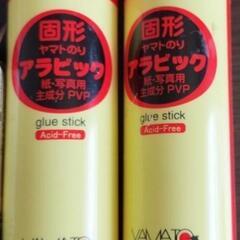 固形
ヤマトのり
アラビック
紙・写真用
主成分 PVP
glue stick
Acid-Free
YAMATO
固形
ヤマトのり
アラビック
紙・写真用
主成分 PVP
glue stick
Acid-Free
YAMATO